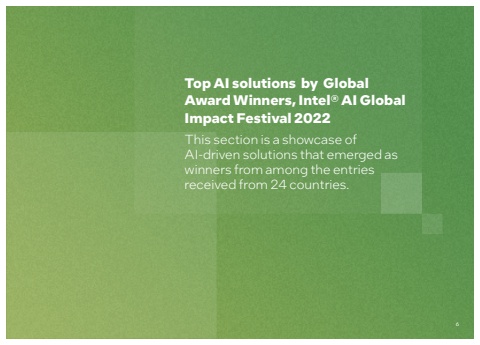 Top AI solutions by Global
Award Winners, Intel® AI Global
Impact Festival 2022
This section is a showcase of
AI-driven solutions that emerged as
winners from among the entries
received from 24 countries.